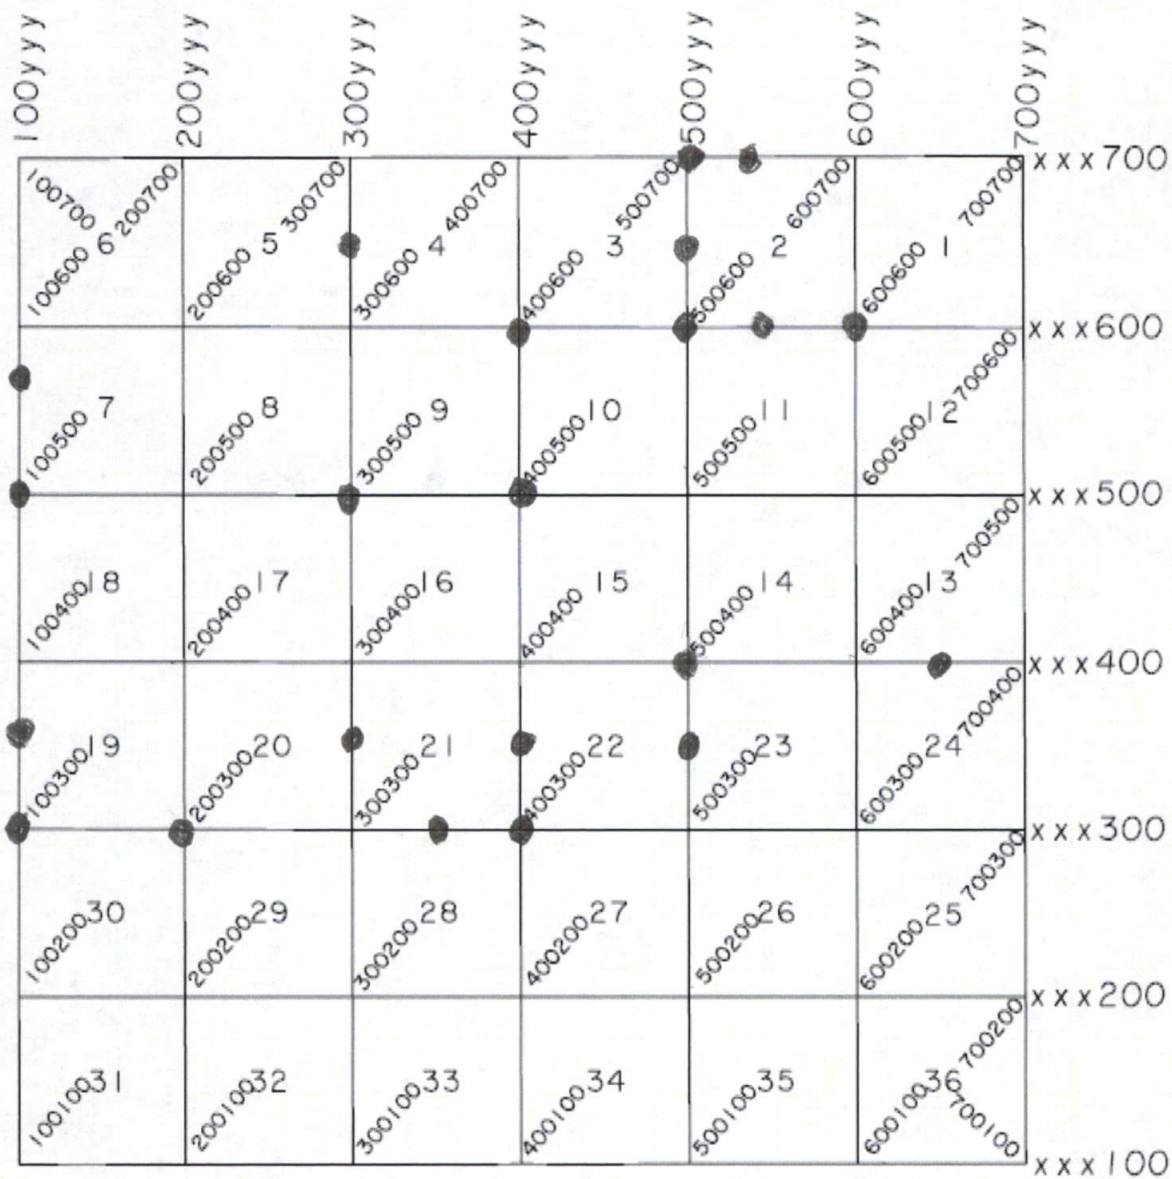 100yyy 200yyy 300yyy 400yyy 500yyy 600yyy 700yyy
100700 200700 300700 400700 500700 600700 700700 xxx700
6 5 4 3 2 1
100600 200600 300600 400600 500600 600600 700600 xxx600
7 8 9 10 11 12
100500 200500 300500 400500 500500 600500 700500 xxx500
18 17 16 15 14 13
100400 200400 300400 400400 500400 600400 700400 xxx400
19 20 21 22 23 24
100300 200300 300300 400300 500300 600300 700300 xxx300
30 29 28 27 26 25
100200 200200 300200 400200 500200 600200 700200 xxx200
31 32 33 34 35 36
100100 200100 300100 400100 500100 600100 700100 xxx100